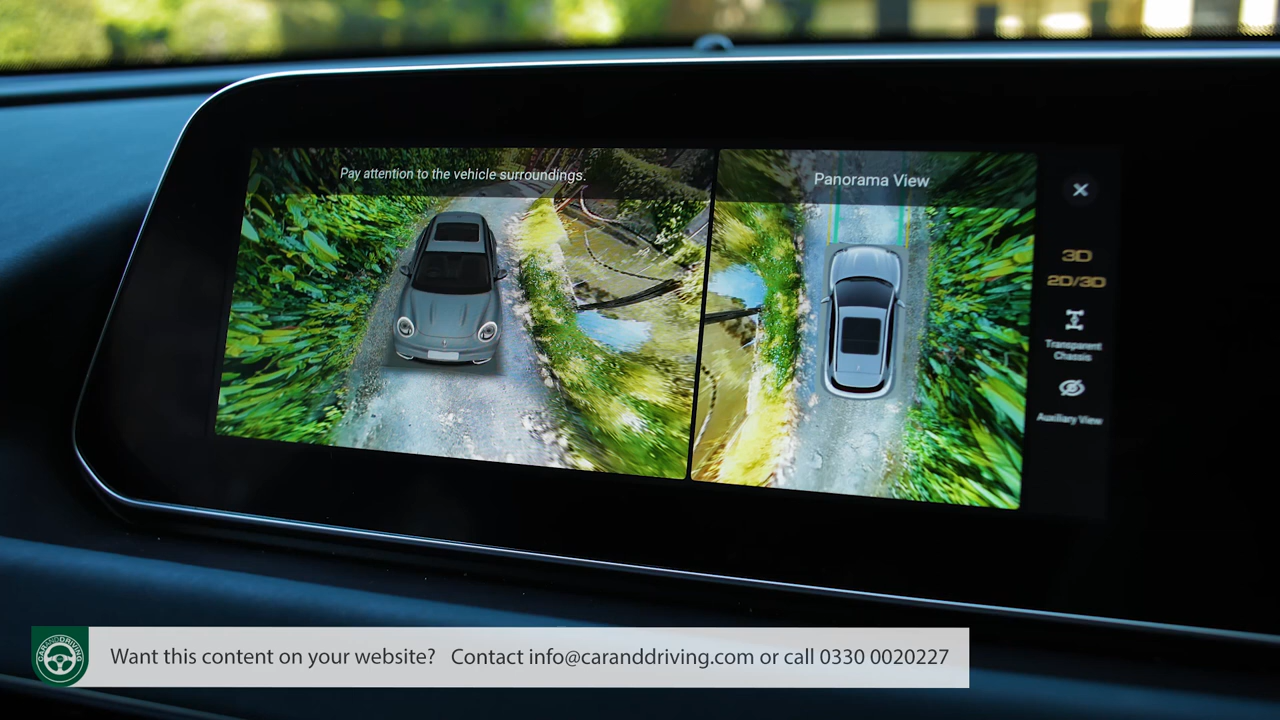 Pay attention to the vehicle surroundings.
Panorama View
3D
2D/3D
Transparent
Chassis
Auxiliary View
CARANDDRIVING
Want this content on your website? Contact info@caranddriving.com or call 0330 0020227